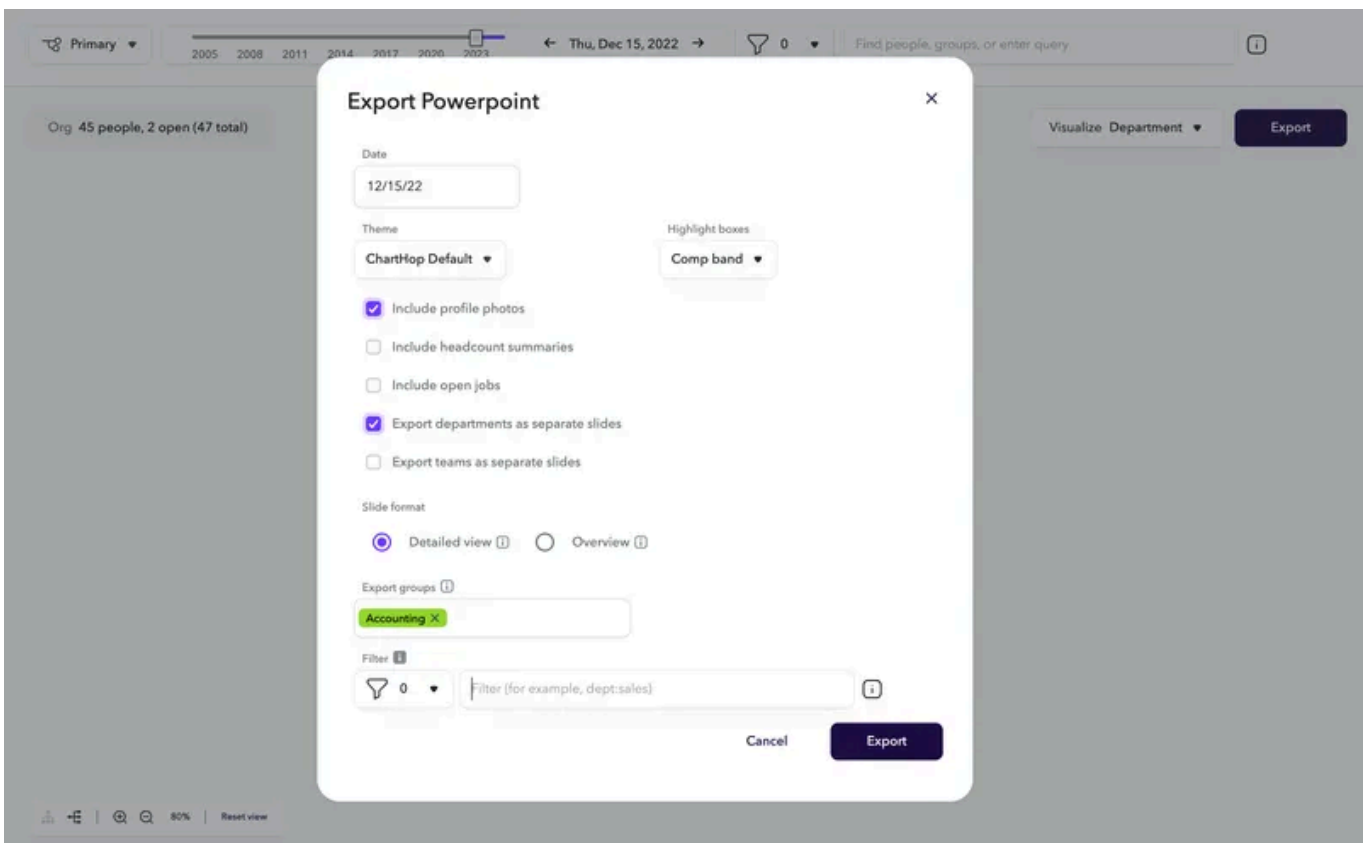 Primary
2005 2008 2011 2014 2017 2020 2023
Thu, Dec 15, 2022
0
Find people, groups, or enter query
Org 45 people, 2 open (47 total)
Visualize Department
Export
Export Powerpoint
Date
12/15/22
Theme
Highlight boxes
ChartHop Default
Comp band
Include profile photos
Include headcount summaries
Include open jobs
Export departments as separate slides
Export teams as separate slides
Slide format
Detailed view
Overview
Export groups
Accounting
Filter
0
Filter (for example, dept:sales)
Cancel
Export
80%
Reset view